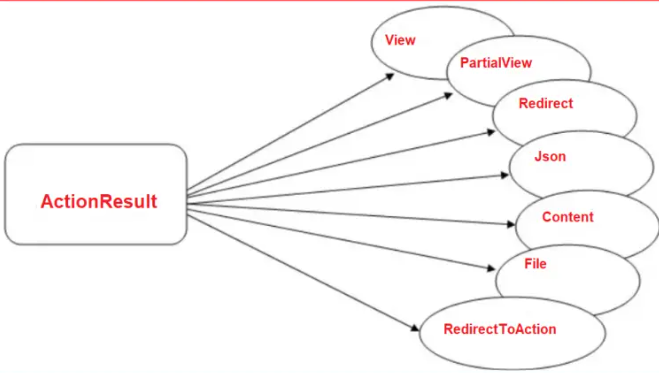 View
PartialView
Redirect
Json
ActionResult
Content
File
RedirectToAction